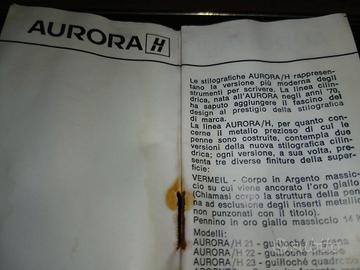 AURORA H
Le stilografiche AURORA/H rappresen-
tano la versione più moderna degli
strumenti per scrivere. La linea cilin-
drica, nata all'AURORA negli anni '70,
ha saputo aggiungere il fascino del
design al prestigio della stilografica
di marca.
La linea AURORA/H, per quanto con-
cerne il metallo prezioso di cui le
penne sono costruite, contempla due
versioni della nuova stilografica cilin-
drica; ogni versione, a sua volta, pre-
senta tre diverse finiture della super-
ficie:
VERMEIL - Corpo in Argento massic-
cio su cui viene ancorato l'oro giallo
(Chiamasi corpo la struttura della pen-
na ad esclusione degli inserti metallici
non punzonati con il titolo).
Pennino in oro giallo massiccio 14 K
Modelli:
AURORA/H 21 - guilloché
AURORA/H 22
AURORA/H 23 - guilloché quadretto